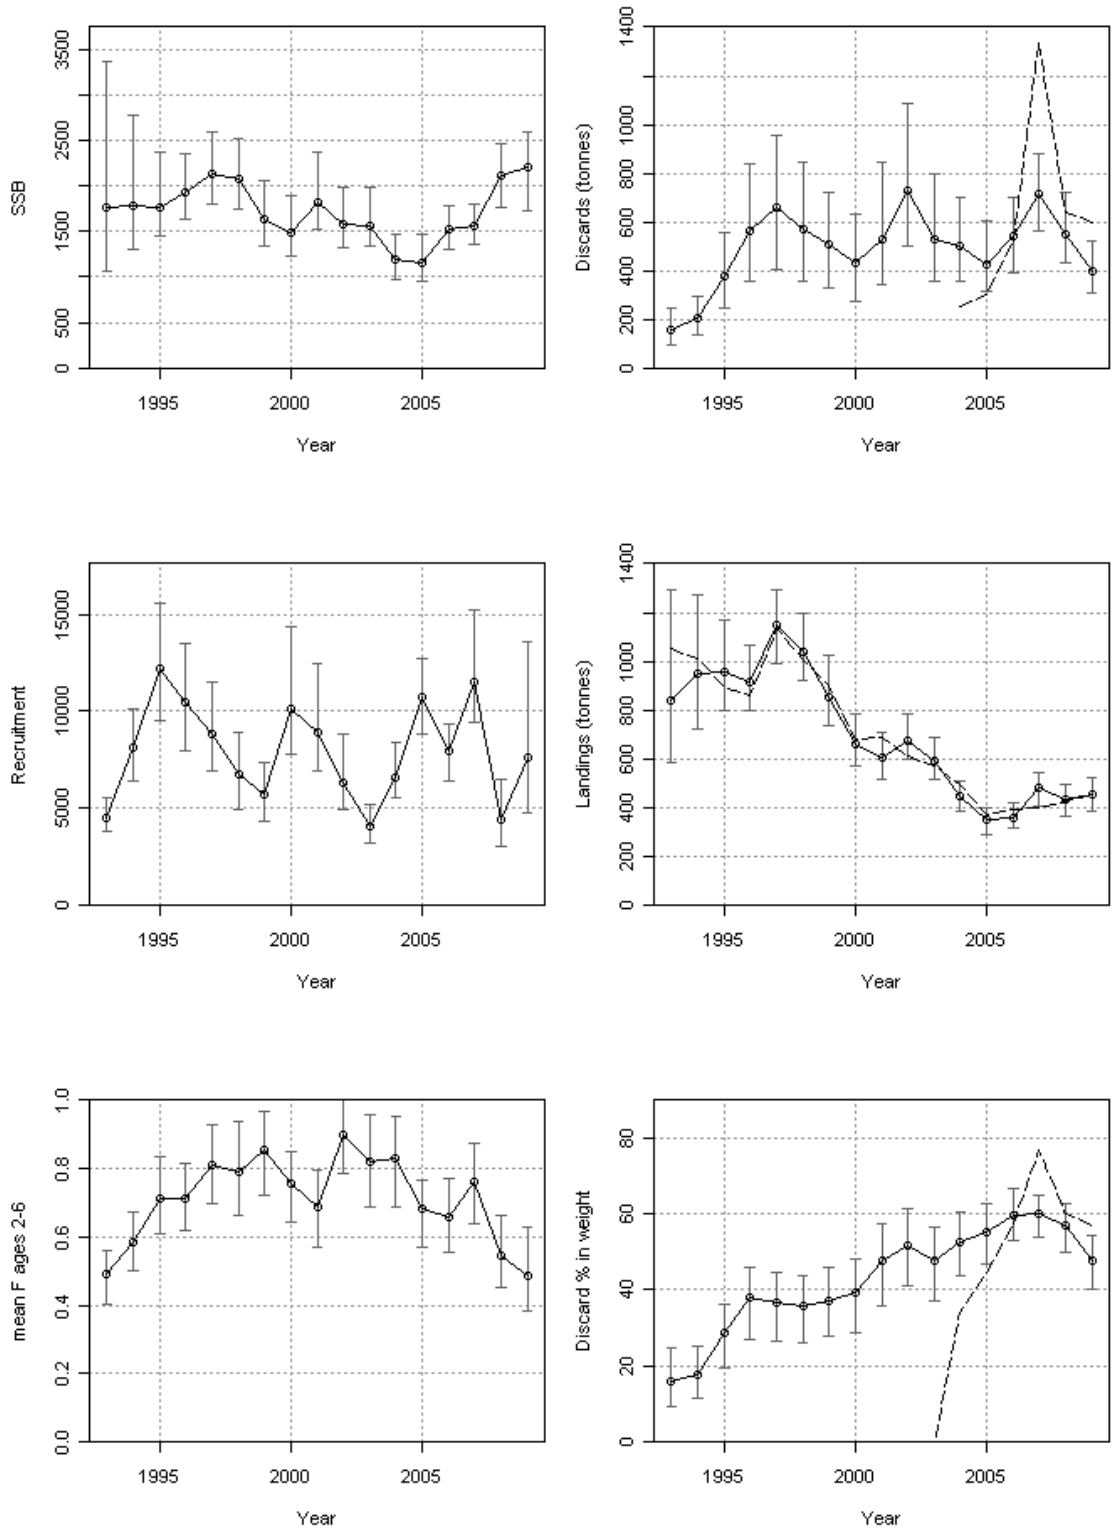 SSB
0
500
1500
2500
3500
1995 2000 2005
Year
Discards (tonnes)
0
200
400
600
800
1000
1400
1995 2000 2005
Year
Recruitment
0
5000
10000
15000
1995 2000 2005
Year
Landings (tonnes)
0
200
400
600
800
1000
1400
1995 2000 2005
Year
mean F ages 2-6
0.0
0.2
0.4
0.6
0.8
1.0
1995 2000 2005
Year
Discard % in weight
0
20
40
60
80
1995 2000 2005
Year